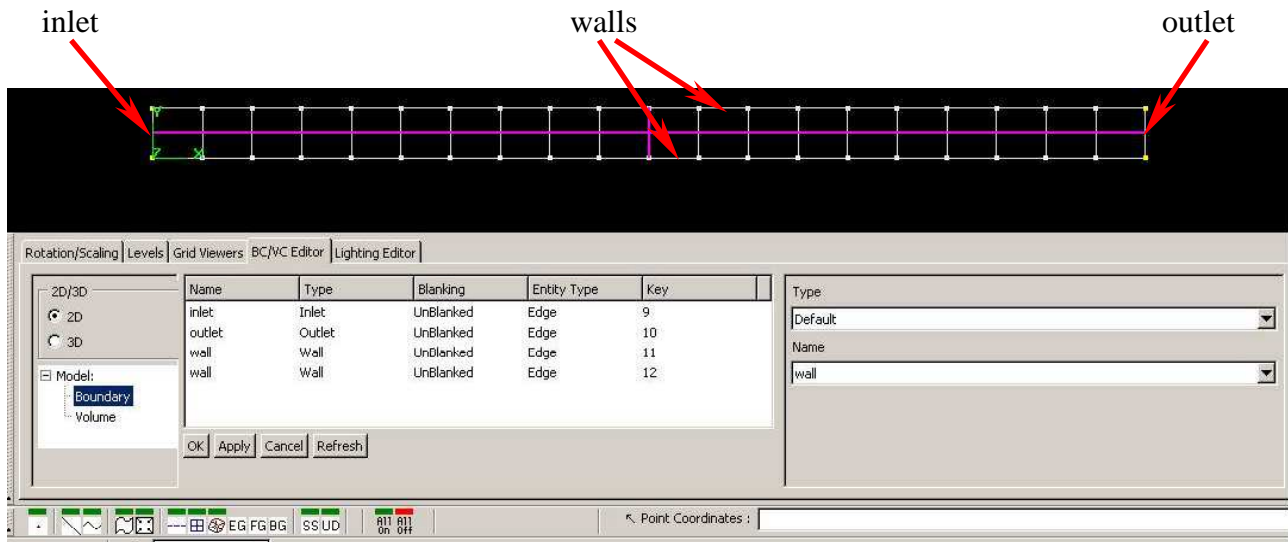 inlet walls outlet
Y
Z X
Rotation/Scaling Levels Grid Viewers BC/VC Editor Lighting Editor
2D/3D
2D
3D
Model:
Boundary
Volume
Name Type Blanking Entity Type Key
inlet Inlet UnBlanked Edge 9
outlet Outlet UnBlanked Edge 10
wall Wall UnBlanked Edge 11
wall Wall UnBlanked Edge 12
OK Apply Cancel Refresh
Type
Default
Name
wall
EG FG BG SS UD All On All Off Point Coordinates :